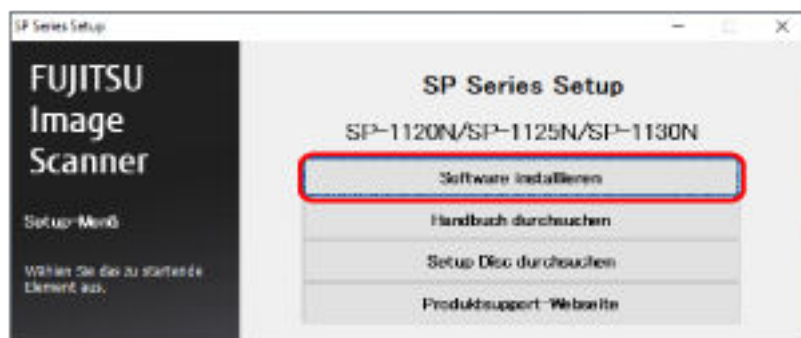 SP Series Setup
FUJITSU
Image
Scanner
Setup-Menü
Wählen Sie das zu startende
Element aus.
SP Series Setup
SP-1120N/SP-1125N/SP-1130N
Software installieren
Handbuch durchsuchen
Setup Disc durchsuchen
Produktsupport-Webseite